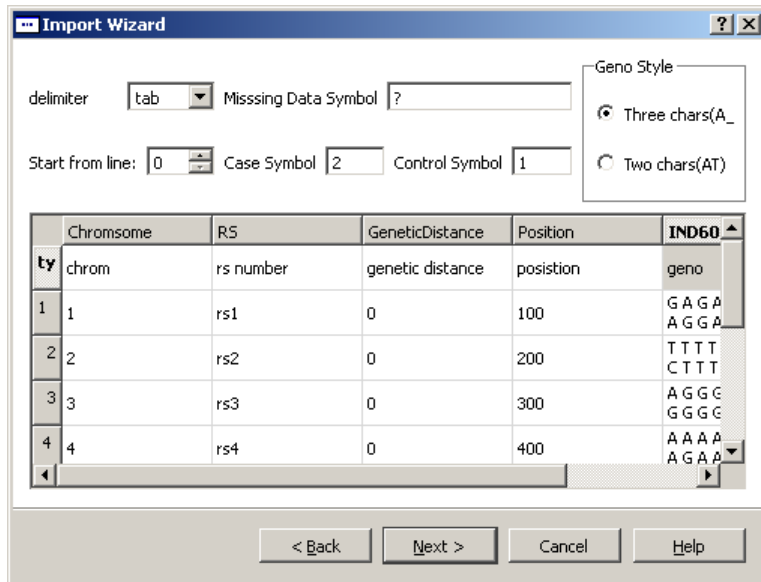 Import Wizard
Geno Style
delimiter tab Misssing Data Symbol ?
Three chars(A_
Start from line: 0 Case Symbol 2 Control Symbol 1
Two chars(AT)
Chromsome RS GeneticDistance Position IND60
ty chrom rs number genetic distance posistion geno
1 1 rs1 0 100 G A G A
A G G A
2 2 rs2 0 200 T T T T
C T T T
3 3 rs3 0 300 A G G G
G G G G
4 4 rs4 0 400 A A A A
A G A A
< Back Next > Cancel Help